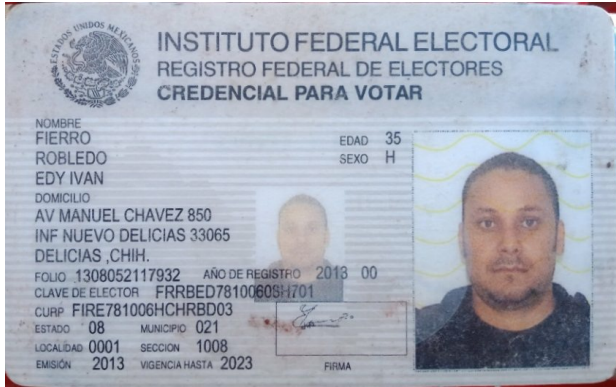 ESTADOS UNIDOS MEXICANOS
INSTITUTO FEDERAL ELECTORAL
REGISTRO FEDERAL DE ELECTORES
CREDENCIAL PARA VOTAR
NOMBRE
FIERRO
ROBLEDO
EDY IVAN
EDAD 35
SEXO H
DOMICILIO
AV MANUEL CHAVEZ 850
INF NUEVO DELICIAS 33065
DELICIAS ,CHIH.
FOLIO 1308052117932 AÑO DE REGISTRO 2013 00
CLAVE DE ELECTOR FRRBED78100608H701
CURP FIRE781006HCHRBD03
ESTADO 08 MUNICIPIO 021
LOCALIDAD 0001 SECCION 1008
EMISIÓN 2013 VIGENCIA HASTA 2023
FIRMA